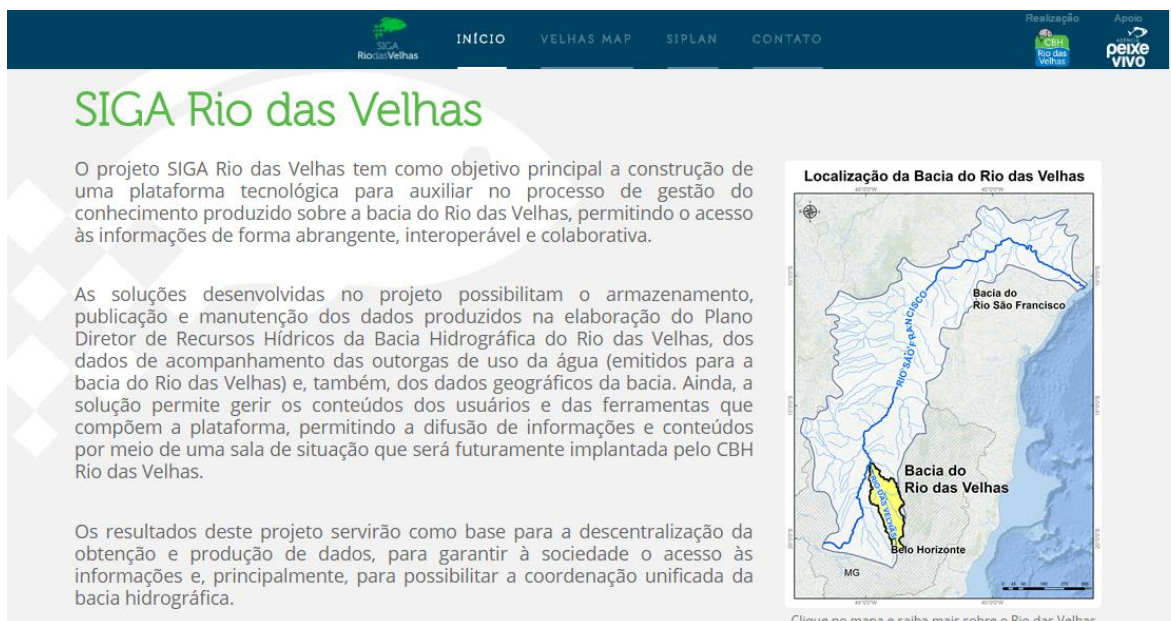 SIGA
RiodasVelhas
INÍCIO
VELHAS MAP
SIPLAN
CONTATO
Realização
CBH
Rio das
Velhas
Apoio
AGÊNCIA
peixe
vivo
SIGA Rio das Velhas
O projeto SIGA Rio das Velhas tem como objetivo principal a construção de
uma plataforma tecnológica para auxiliar no processo de gestão do
conhecimento produzido sobre a bacia do Rio das Velhas, permitindo o acesso
às informações de forma abrangente, interoperável e colaborativa.
As soluções desenvolvidas no projeto possibilitam o armazenamento,
publicação e manutenção dos dados produzidos na elaboração do Plano
Diretor de Recursos Hídricos da Bacia Hidrográfica do Rio das Velhas, dos
dados de acompanhamento das outorgas de uso da água (emitidos para a
bacia do Rio das Velhas) e, também, dos dados geográficos da bacia. Ainda, a
solução permite gerir os conteúdos dos usuários e das ferramentas que
compõem a plataforma, permitindo a difusão de informações e conteúdos
por meio de uma sala de situação que será futuramente implantada pelo CBH
Rio das Velhas.
Os resultados deste projeto servirão como base para a descentralização da
obtenção e produção de dados, para garantir à sociedade o acesso às
informações e, principalmente, para possibilitar a coordenação unificada da
bacia hidrográfica.
Localização da Bacia do Rio das Velhas
Bacia do
Rio São Francisco
RIO SÃO FRANCISCO
Bacia do
Rio das Velhas
RIO DAS VELHAS
Belo Horizonte
MG
Clique no mapa e saiba mais sobre o Rio das Velhas